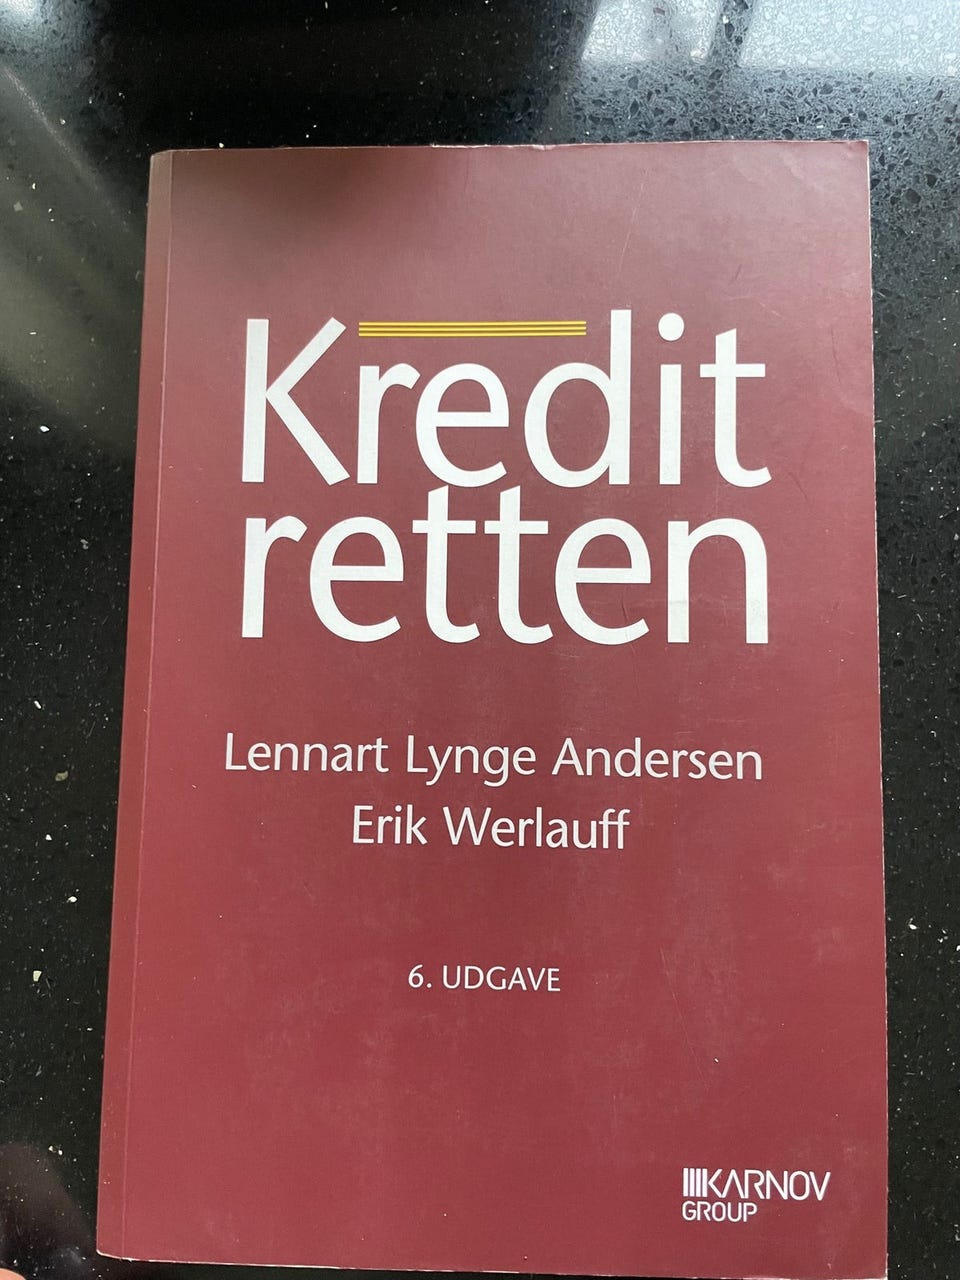 Kredit
retten
Lennart Lynge Andersen
Erik Werlauff
6. UDGAVE
KARNOV
GROUP